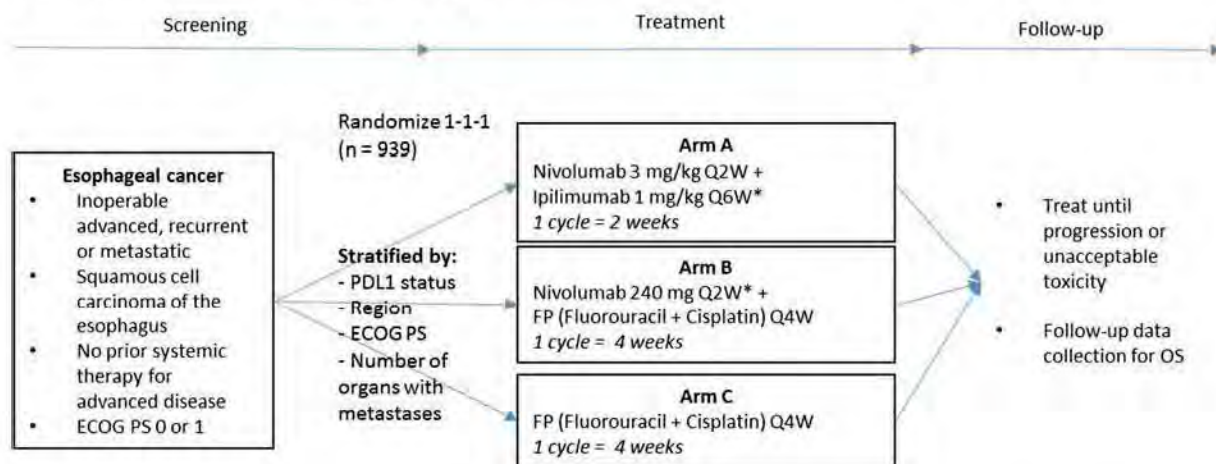 Screening
Treatment
Follow-up
Esophageal cancer
• Inoperable
advanced, recurrent
or metastatic
• Squamous cell
carcinoma of the
esophagus
• No prior systemic
therapy for
advanced disease
• ECOG PS 0 or 1
Randomize 1-1-1
(n = 939)
Stratified by:
- PDL1 status
- Region
- ECOG PS
- Number of
organs with
metastases
Arm A
Nivolumab 3 mg/kg Q2W +
Ipilimumab 1 mg/kg Q6W*
1 cycle = 2 weeks
Arm B
Nivolumab 240 mg Q2W* +
FP (Fluorouracil + Cisplatin) Q4W
1 cycle = 4 weeks
Arm C
FP (Fluorouracil + Cisplatin) Q4W
1 cycle = 4 weeks
• Treat until
progression or
unacceptable
toxicity
• Follow-up data
collection for OS